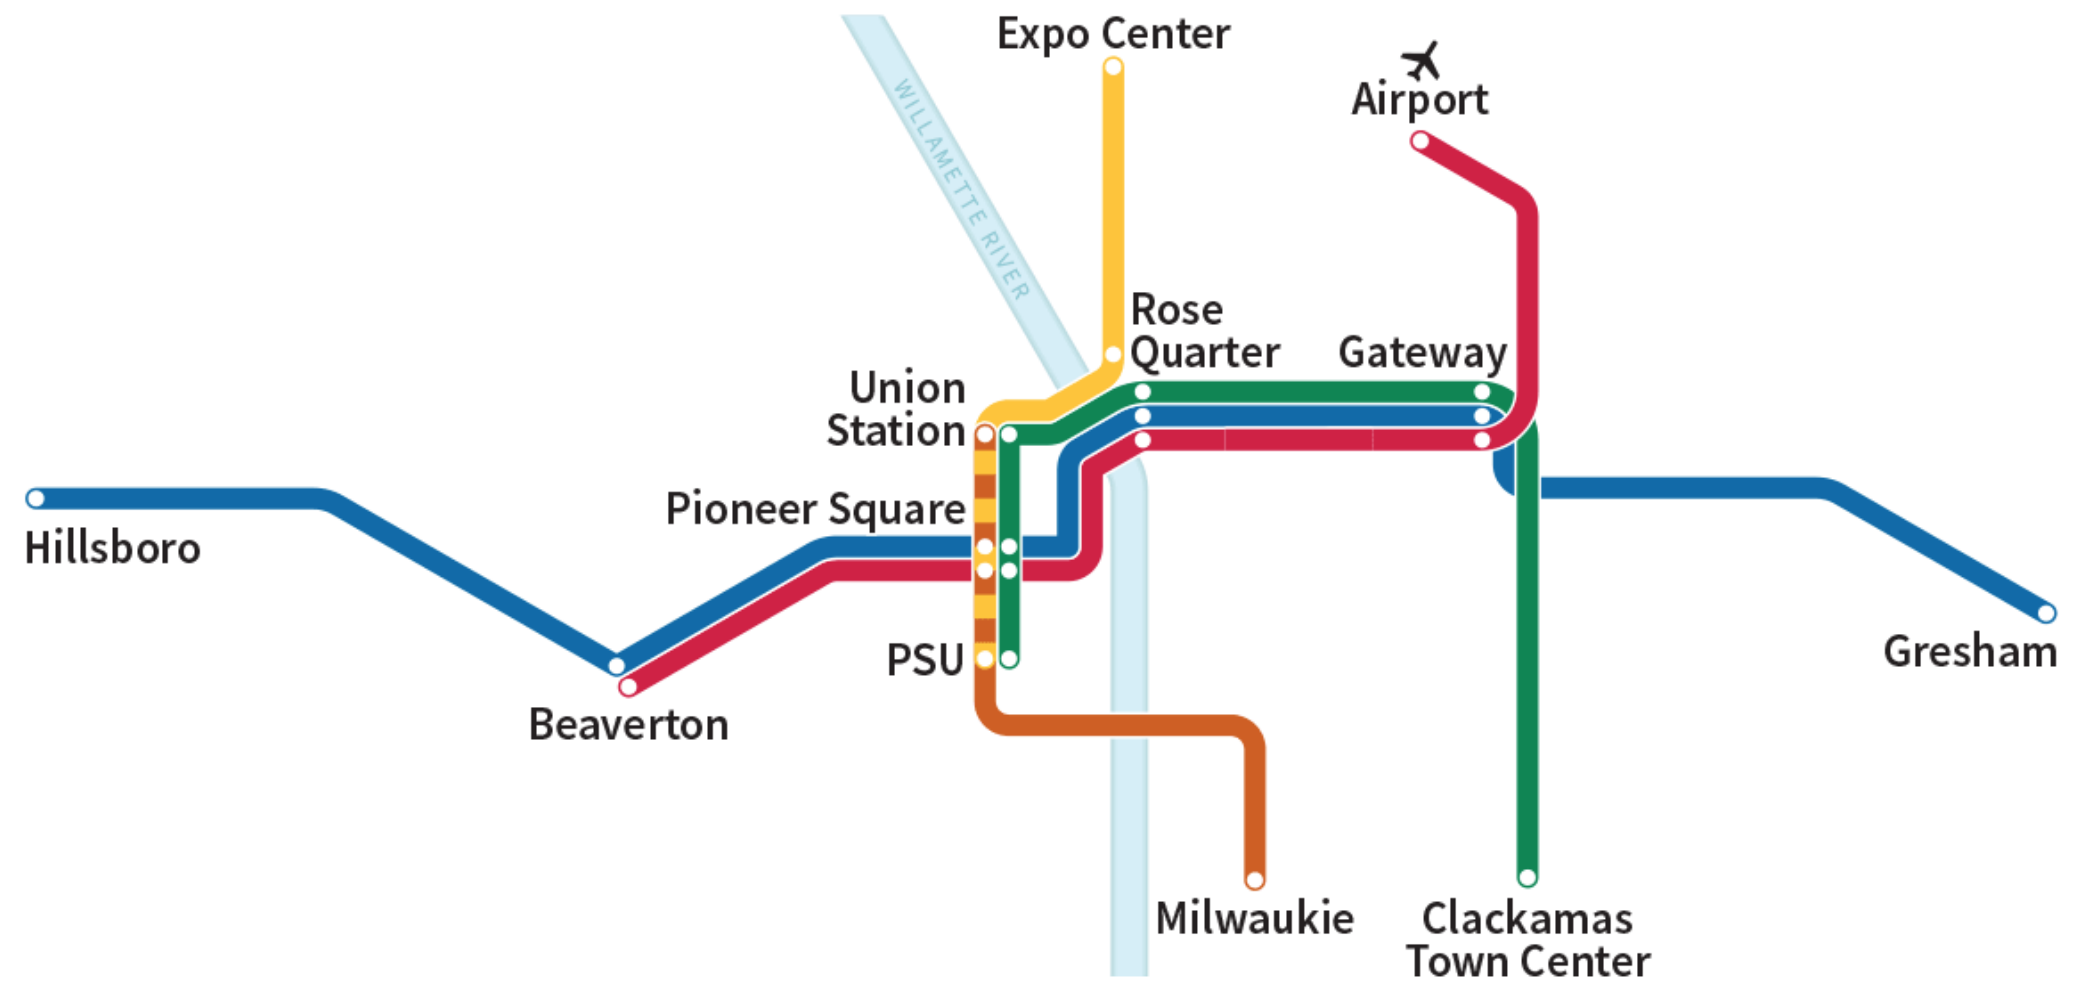 Expo Center
Airport
WILLAMETTE RIVER
Rose
Quarter
Gateway
Union
Station
Pioneer Square
Hillsboro
PSU
Gresham
Beaverton
Milwaukie
Clackamas
Town Center